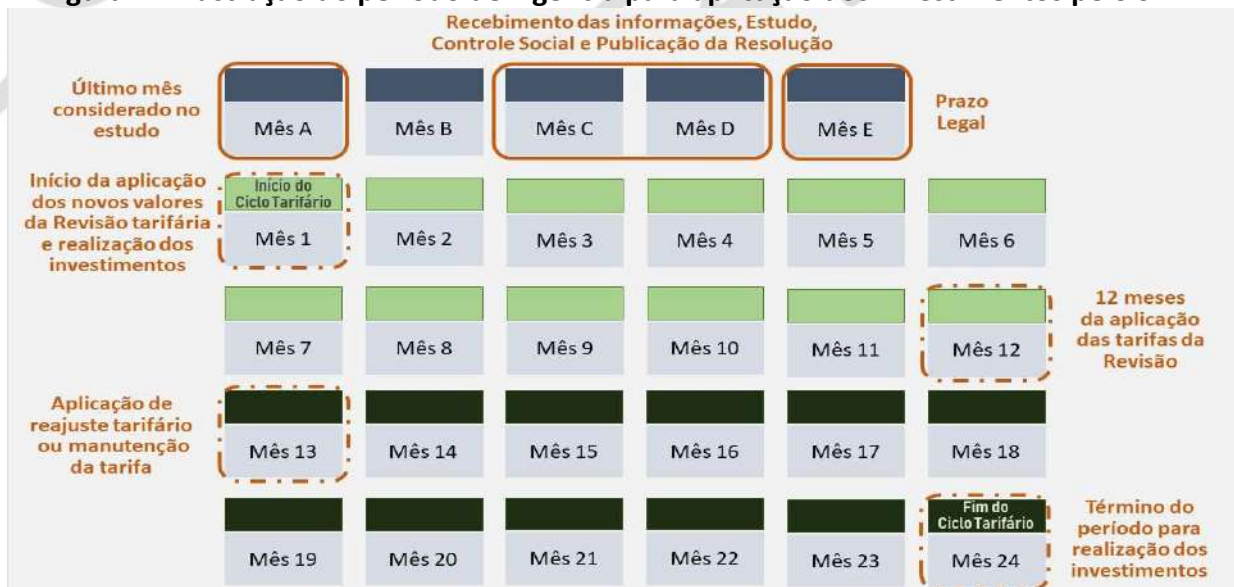 Recebimento das informações, Estudo,
Controle Social e Publicação da Resolução
Último mês
considerado no
estudo
Mês A
Mês B
Mês C
Mês D
Mês E
Prazo
Legal
Início da aplicação
dos novos valores
da Revisão tarifária
e realização dos
investimentos
Início do
Ciclo Tarifário
Mês 1
Mês 2
Mês 3
Mês 4
Mês 5
Mês 6
Mês 7
Mês 8
Mês 9
Mês 10
Mês 11
Mês 12
12 meses
da aplicação
das tarifas da
Revisão
Aplicação de
reajuste tarifário
ou manutenção
da tarifa
Mês 13
Mês 14
Mês 15
Mês 16
Mês 17
Mês 18
Mês 19
Mês 20
Mês 21
Mês 22
Mês 23
Fim do
Ciclo Tarifário
Mês 24
Término do
período para
realização dos
investimentos